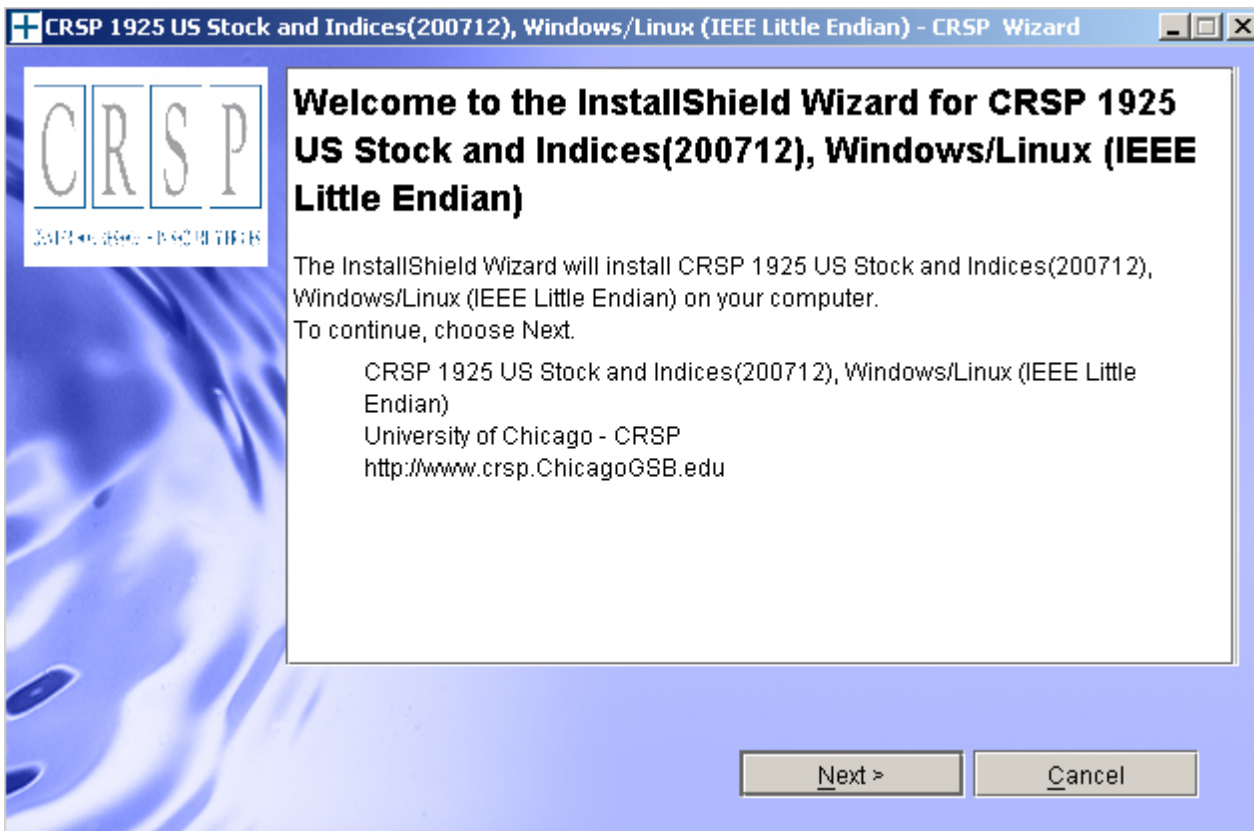 CRSP 1925 US Stock and Indices(200712), Windows/Linux (IEEE Little Endian) - CRSP Wizard
CRSP
Welcome to the InstallShield Wizard for CRSP 1925
US Stock and Indices(200712), Windows/Linux (IEEE
Little Endian)
The InstallShield Wizard will install CRSP 1925 US Stock and Indices(200712),
Windows/Linux (IEEE Little Endian) on your computer.
To continue, choose Next.
CRSP 1925 US Stock and Indices(200712), Windows/Linux (IEEE Little
Endian)
University of Chicago - CRSP
http://www.crsp.ChicagoGSB.edu
Next >
Cancel